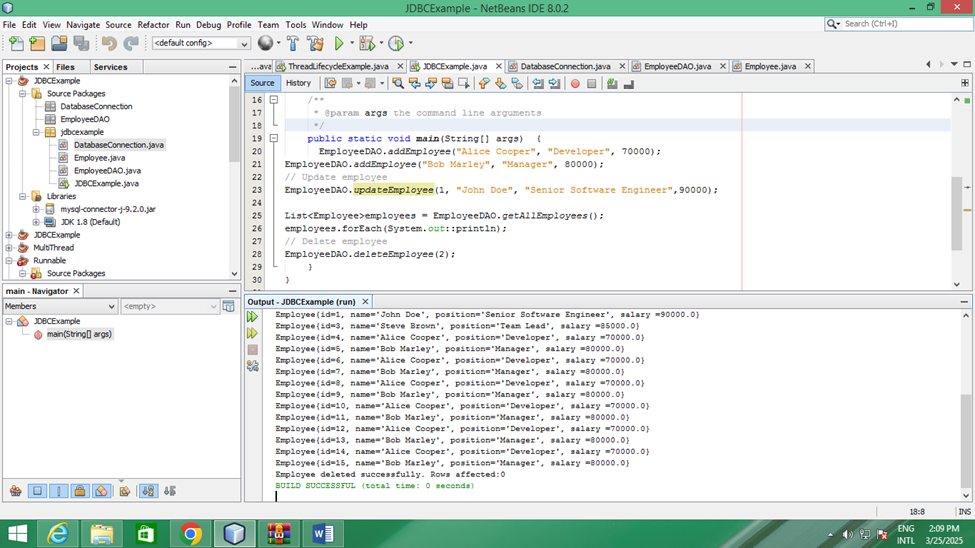 JDBCExample - NetBeans IDE 8.0.2
File Edit View Navigate Source Refactor Run Debug Profile Team Tools Window Help
Search (Ctrl+I)
<default config>
Projects Files Services
...ava ThreadLifecycleExample.java JDBCExample.java DatabaseConnection.java EmployeeDAO.java Employee.java
Source History
JDBCExample
Source Packages
DatabaseConnection
EmployeeDAO
jdbcexample
DatabaseConnection.java
Employee.java
EmployeeDAO.java
JDBCExample.java
Libraries
mysql-connector-j-9.2.0.jar
JDK 1.8 (Default)
JDBCExample
MultiThread
Runnable
Source Packages
16 /**
17 * @param args the command line arguments
18 */
19 public static void main(String[] args) {
20 EmployeeDAO.addEmployee("Alice Cooper", "Developer", 70000);
21 EmployeeDAO.addEmployee("Bob Marley", "Manager", 80000);
22 // Update employee
23 EmployeeDAO.updateEmployee(1, "John Doe", "Senior Software Engineer",90000);
24
25 List<Employee>employees = EmployeeDAO.getAllEmployees();
26 employees.forEach(System.out::println);
27 // Delete employee
28 EmployeeDAO.deleteEmployee(2);
29 }
30 }
main - Navigator
Members <empty>
JDBCExample
main(String[] args)
Output - JDBCExample (run)
Employee{id=1, name='John Doe', position='Senior Software Engineer', salary =90000.0}
Employee{id=3, name='Steve Brown', position='Team Lead', salary =85000.0}
Employee{id=4, name='Alice Cooper', position='Developer', salary =70000.0}
Employee{id=5, name='Bob Marley', position='Manager', salary =80000.0}
Employee{id=6, name='Alice Cooper', position='Developer', salary =70000.0}
Employee{id=7, name='Bob Marley', position='Manager', salary =80000.0}
Employee{id=8, name='Alice Cooper', position='Developer', salary =70000.0}
Employee{id=9, name='Bob Marley', position='Manager', salary =80000.0}
Employee{id=10, name='Alice Cooper', position='Developer', salary =70000.0}
Employee{id=11, name='Bob Marley', position='Manager', salary =80000.0}
Employee{id=12, name='Alice Cooper', position='Developer', salary =70000.0}
Employee{id=13, name='Bob Marley', position='Manager', salary =80000.0}
Employee{id=14, name='Alice Cooper', position='Developer', salary =70000.0}
Employee{id=15, name='Bob Marley', position='Manager', salary =80000.0}
Employee deleted successfully. Rows affected:0
BUILD SUCCESSFUL (total time: 0 seconds)
18:8 INS
ENG 2:09 PM
INTL 3/25/2025